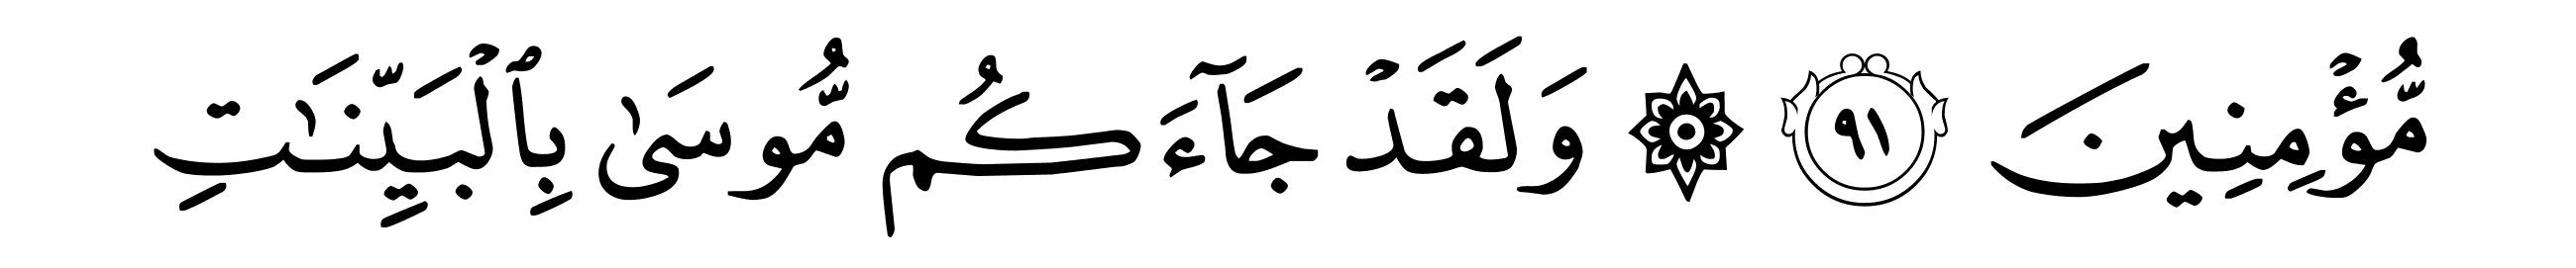 مُّؤۡمِنِينَ ٩١ ۞ وَلَقَدۡ جَآءَكُم مُّوسَىٰ بِٱلۡبَيِّنَٰتِ